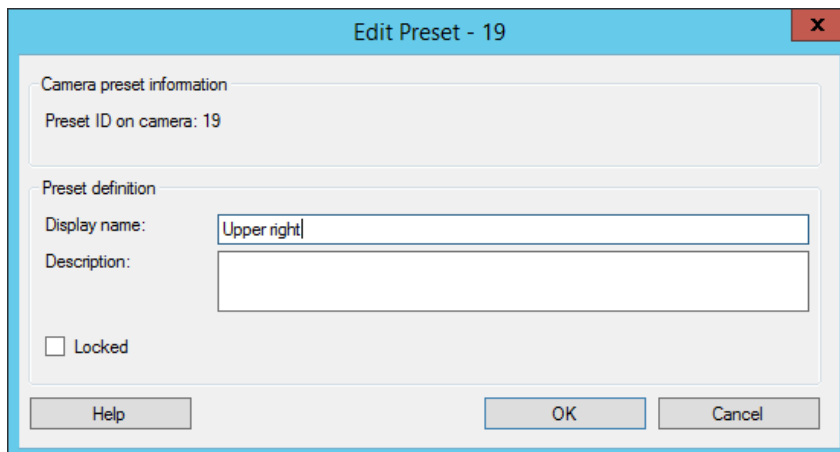 Edit Preset - 19
x
Camera preset information
Preset ID on camera: 19
Preset definition
Display name: Upper right
Description:
Locked
Help OK Cancel